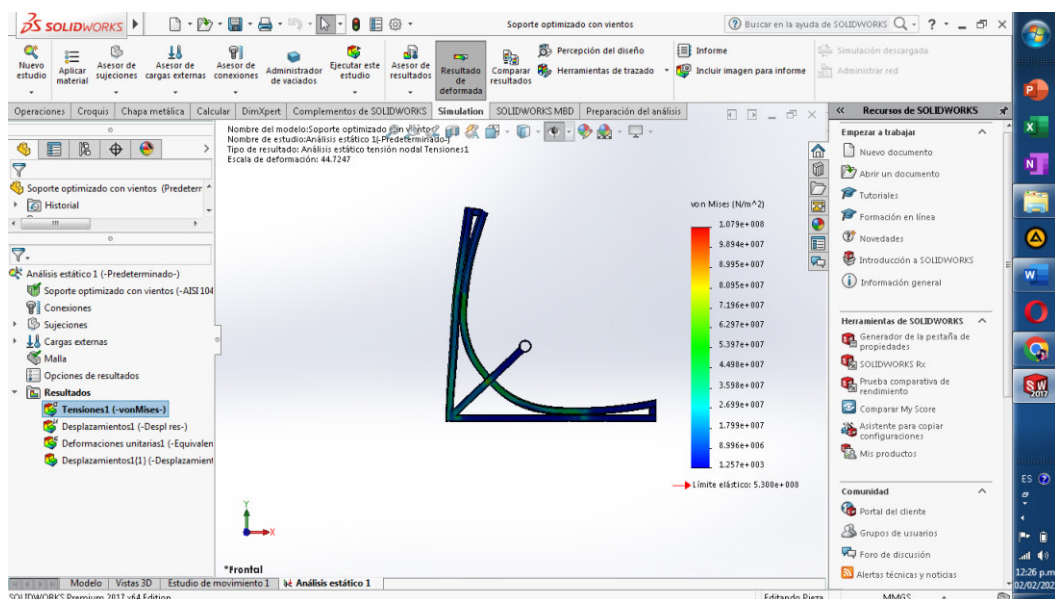 SOLIDWORKS
Soporte optimizado con vientos
Buscar en la ayuda de SOLIDWORKS
Nuevo estudio
Aplicar material
Asesor de sujeciones
Asesor de cargas externas
Asesor de conexiones
Administrador de vaciados
Ejecutar este estudio
Asesor de resultados
Resultado de deformada
Comparar resultados
Percepción del diseño
Herramientas de trazado
Informe
Incluir imagen para informe
Simulación descargada
Administrar red
Operaciones
Croquis
Chapa metálica
Calcular
DimXpert
Complementos de SOLIDWORKS
Simulation
SOLIDWORKS MBD
Preparación del análisis
Soporte optimizado con vientos (Predeterr
Historial
Análisis estático 1 (-Predeterminado-)
Soporte optimizado con vientos (-AISI 104
Conexiones
Sujeciones
Cargas externas
Malla
Opciones de resultados
Resultados
Tensiones1 (-vonMises-)
Desplazamientos1 (-Despl res-)
Deformaciones unitarias1 (-Equivalen
Desplazamientos1(1) (-Desplazamient
Nombre del modelo:Soporte optimizado con vientos
Nombre de estudio:Análisis estático 1(-Predeterminado-)
Tipo de resultado: Análisis estático tensión nodal Tensiones1
Escala de deformación: 44.7247
von Mises (N/m^2)
1.079e+008
9.894e+007
8.995e+007
8.095e+007
7.196e+007
6.297e+007
5.397e+007
4.498e+007
3.598e+007
2.699e+007
1.799e+007
8.996e+006
1.257e+003
Límite elástico: 5.300e+008
Y
X
*Frontal
Recursos de SOLIDWORKS
Empezar a trabajar
Nuevo documento
Abrir un documento
Tutoriales
Formación en línea
Novedades
Introducción a SOLIDWORKS
Información general
Herramientas de SOLIDWORKS
Generador de la pestaña de propiedades
SOLIDWORKS Rx
Prueba comparativa de rendimiento
Comparar My Score
Asistente para copiar configuraciones
Mis productos
Comunidad
Portal del cliente
Grupos de usuarios
Foro de discusión
Alertas técnicas y noticias
Modelo
Vistas 3D
Estudio de movimiento 1
Análisis estático 1
SOLIDWORKS Premium 2017 x64 Edition
Editando Pieza
MMGS
ES
12:26 p.m
02/02/202